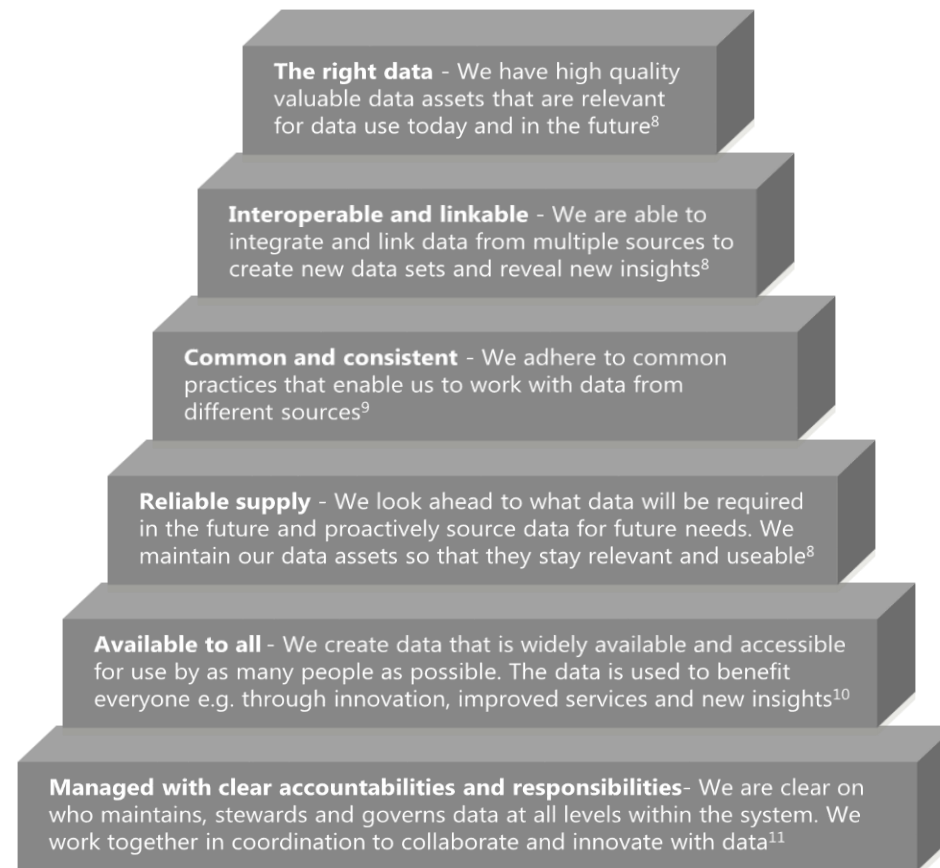 The right data - We have high quality
valuable data assets that are relevant
for data use today and in the future⁸
Interoperable and linkable - We are able to
integrate and link data from multiple sources to
create new data sets and reveal new insights⁸
Common and consistent - We adhere to common
practices that enable us to work with data from
different sources⁹
Reliable supply - We look ahead to what data will be required
in the future and proactively source data for future needs. We
maintain our data assets so that they stay relevant and useable⁸
Available to all - We create data that is widely available and accessible
for use by as many people as possible. The data is used to benefit
everyone e.g. through innovation, improved services and new insights¹⁰
Managed with clear accountabilities and responsibilities- We are clear on
who maintains, stewards and governs data at all levels within the system. We
work together in coordination to collaborate and innovate with data¹¹